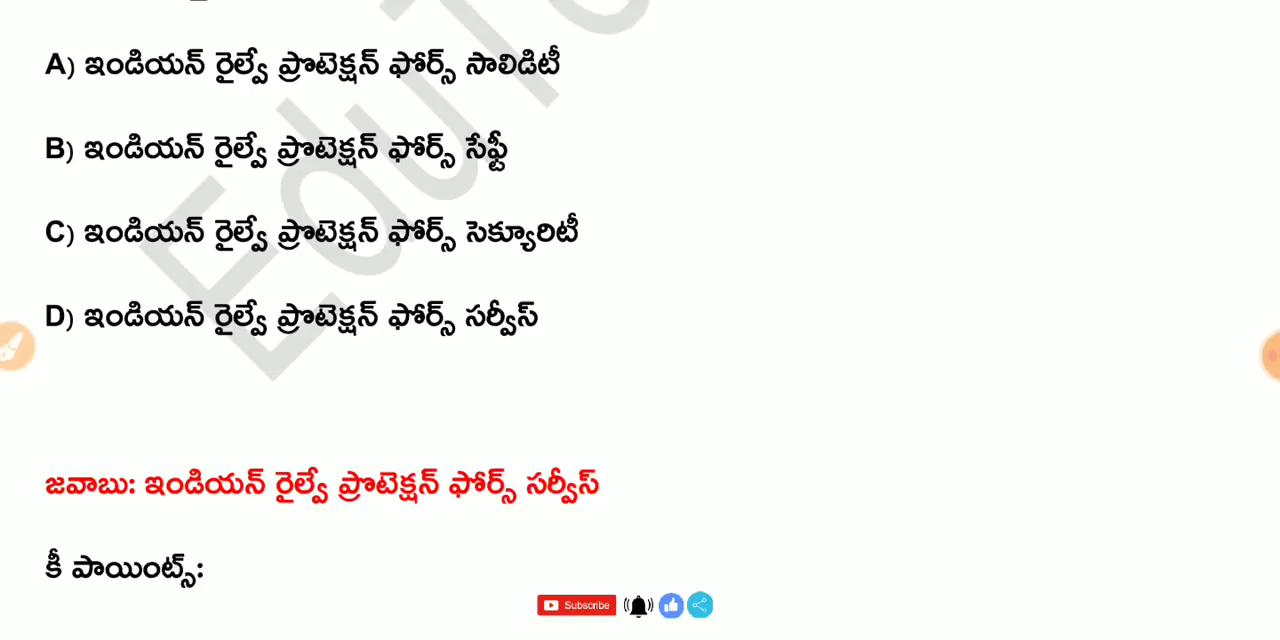 A) ఇండియన్ రైల్వే ప్రొటెక్షన్ ఫోర్స్ సాలిడిటీ
B) ఇండియన్ రైల్వే ప్రొటెక్షన్ ఫోర్స్ సేఫ్టీ
C) ఇండియన్ రైల్వే ప్రొటెక్షన్ ఫోర్స్ సెక్యూరిటీ
D) ఇండియన్ రైల్వే ప్రొటెక్షన్ ఫోర్స్ సర్వీస్
జవాబు: ఇండియన్ రైల్వే ప్రొటెక్షన్ ఫోర్స్ సర్వీస్
కీ పాయింట్స్:
Subscribe